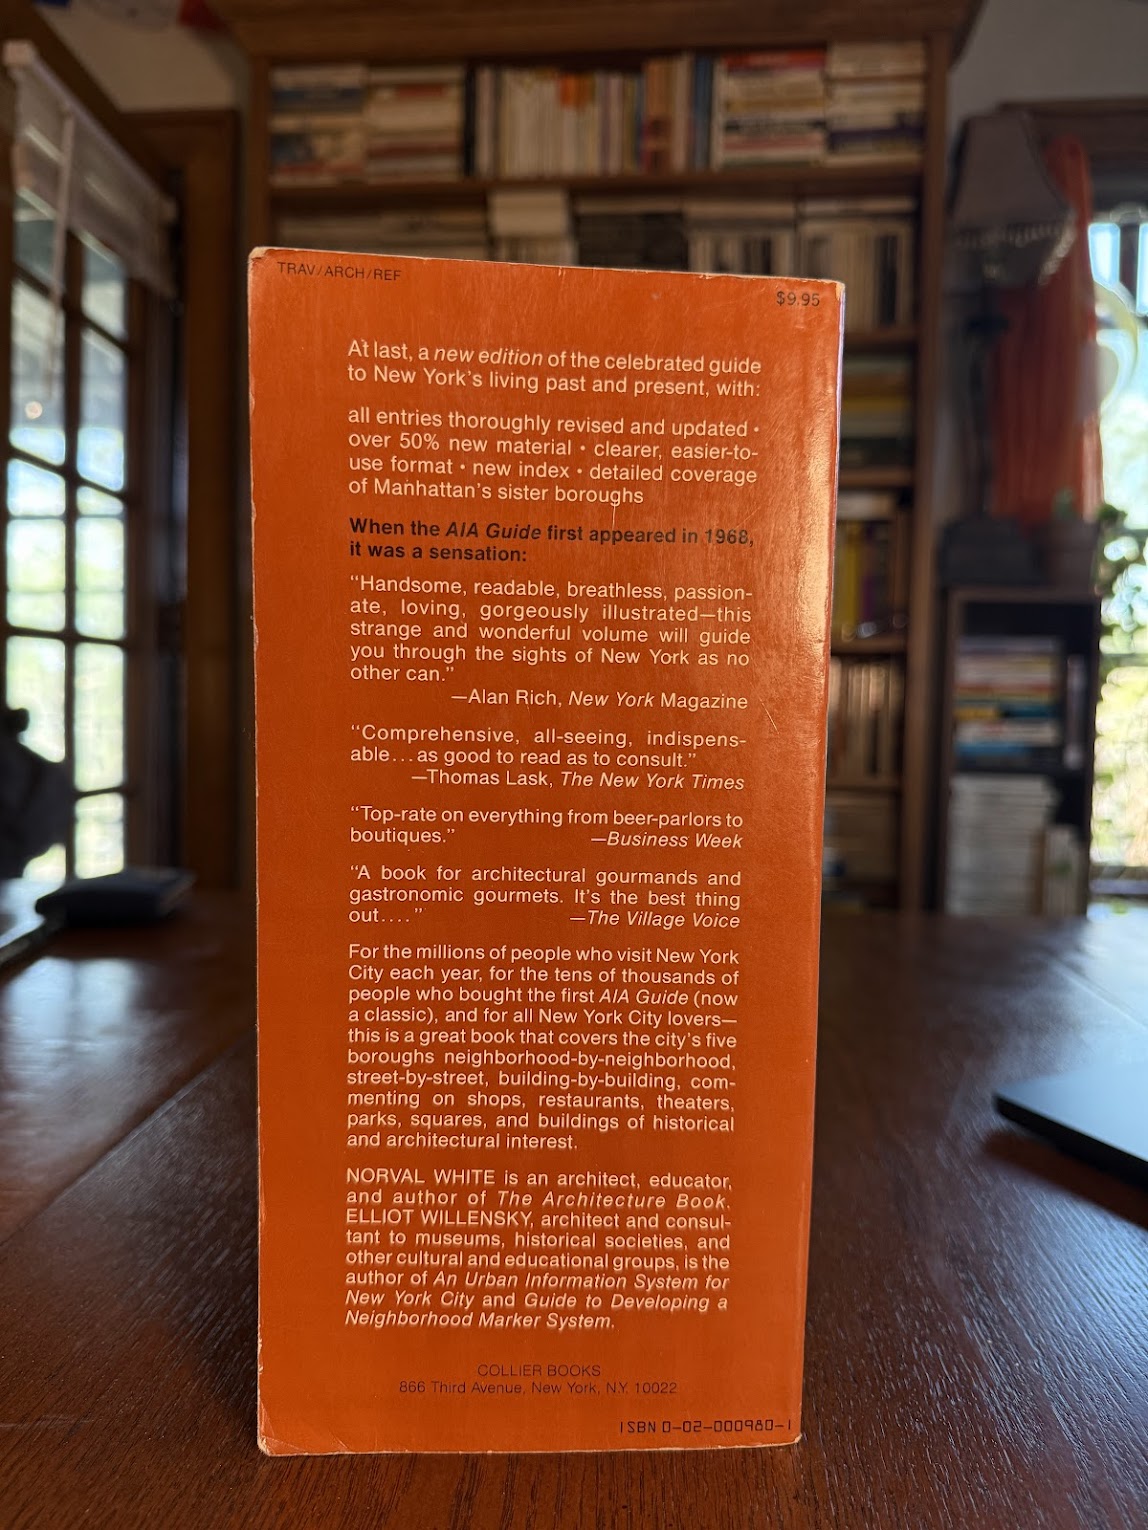 TRAV/ARCH/REF
$9.95
At last, a new edition of the celebrated guide
to New York's living past and present, with:
all entries thoroughly revised and updated •
over 50% new material • clearer, easier-to-
use format • new index • detailed coverage
of Manhattan's sister boroughs
When the AIA Guide first appeared in 1968,
it was a sensation:
“Handsome, readable, breathless, passion-
ate, loving, gorgeously illustrated—this
strange and wonderful volume will guide
you through the sights of New York as no
other can.”
—Alan Rich, New York Magazine
“Comprehensive, all-seeing, indispens-
able...as good to read as to consult.”
—Thomas Lask, The New York Times
“Top-rate on everything from beer-parlors to
boutiques.” —Business Week
“A book for architectural gourmands and
gastronomic gourmets. It's the best thing
out....” —The Village Voice
For the millions of people who visit New York
City each year, for the tens of thousands of
people who bought the first AIA Guide (now
a classic), and for all New York City lovers—
this is a great book that covers the city's five
boroughs neighborhood-by-neighborhood,
street-by-street, building-by-building, com-
menting on shops, restaurants, theaters,
parks, squares, and buildings of historical
and architectural interest.
NORVAL WHITE is an architect, educator,
and author of The Architecture Book.
ELLIOT WILLENSKY, architect and consul-
tant to museums, historical societies, and
other cultural and educational groups, is the
author of An Urban Information System for
New York City and Guide to Developing a
Neighborhood Marker System.
COLLIER BOOKS
866 Third Avenue, New York, N.Y. 10022
ISBN 0-02-000980-1